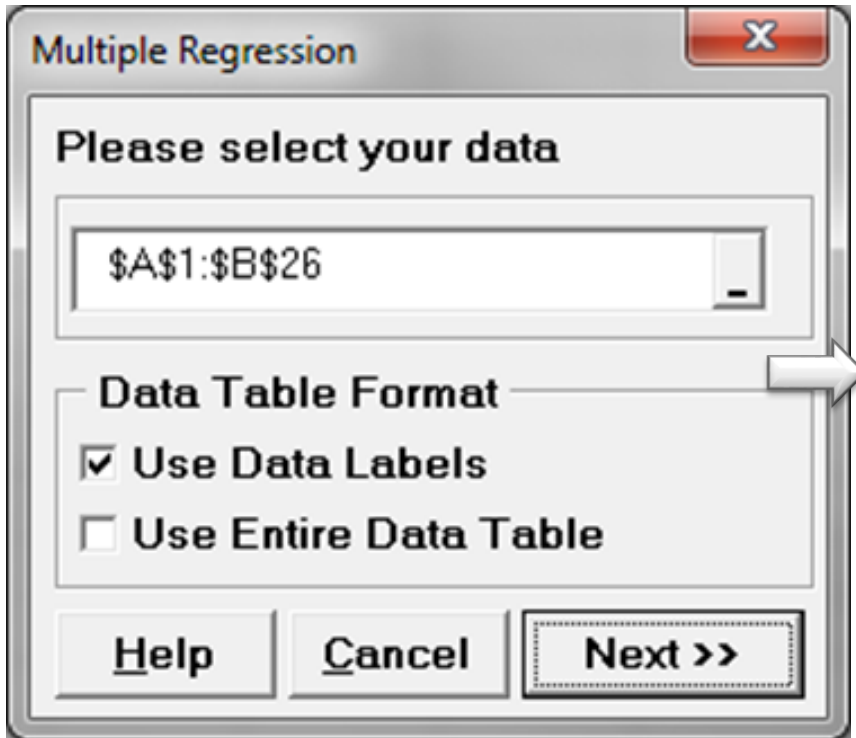 Multiple Regression
Please select your data
$A$1:$B$26
Data Table Format
Use Data Labels
Use Entire Data Table
Help Cancel Next >>